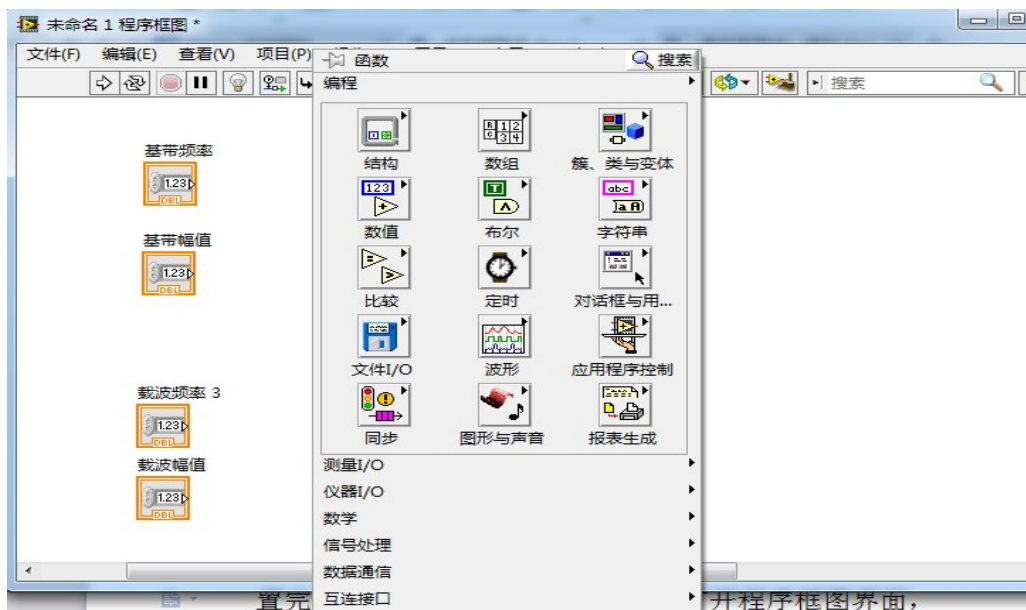 未命名 1 程序框图 *
文件(F) 编辑(E) 查看(V) 项目(P)
函数 搜索
搜索
编程
结构 数组 簇、类与变体
数值 布尔 字符串
比较 定时 对话框与用...
文件I/O 波形 应用程序控制
同步 图形与声音 报表生成
测量I/O
仪器I/O
数学
信号处理
数据通信
互连接口
基带频率
1.23
DBL
基带幅值
1.23
DBL
载波频率 3
1.23
DBL
载波幅值
1.23
DBL
置完 开程序框图界面，